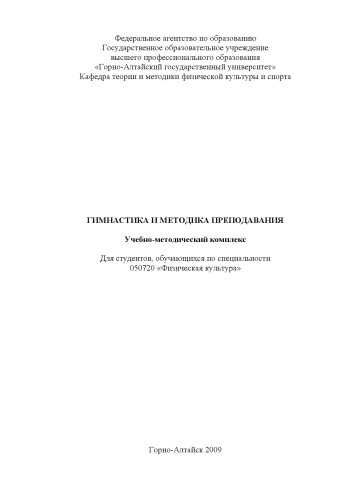 Федеральное агентство по образованию
Государственное образовательное учреждение
высшего профессионального образования
«Горно-Алтайский государственный университет»
Кафедра теории и методики физической культуры и спорта
ГИМНАСТИКА И МЕТОДИКА ПРЕПОДАВАНИЯ
Учебно-методический комплекс
Для студентов, обучающихся по специальности
050720 «Физическая культура»
Горно-Алтайск 2009